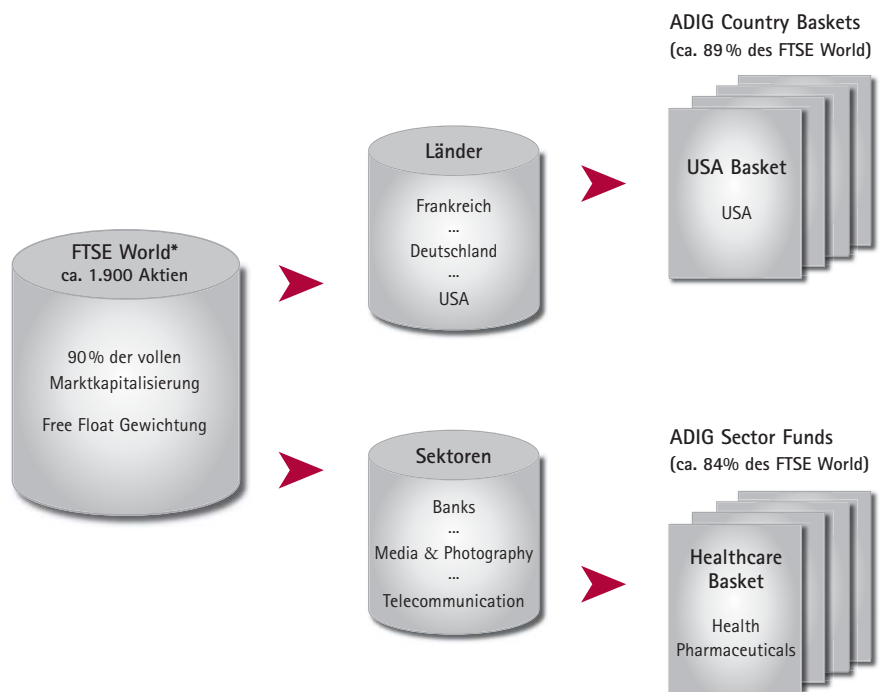 FTSE World*
ca. 1.900 Aktien
90% der vollen
Marktkapitalisierung
Free Float Gewichtung
Länder
Frankreich
...
Deutschland
...
USA
ADIG Country Baskets
(ca. 89% des FTSE World)
USA Basket
USA
Sektoren
Banks
...
Media & Photography
...
Telecommunication
ADIG Sector Funds
(ca. 84% des FTSE World)
Healthcare
Basket
Health
Pharmaceuticals